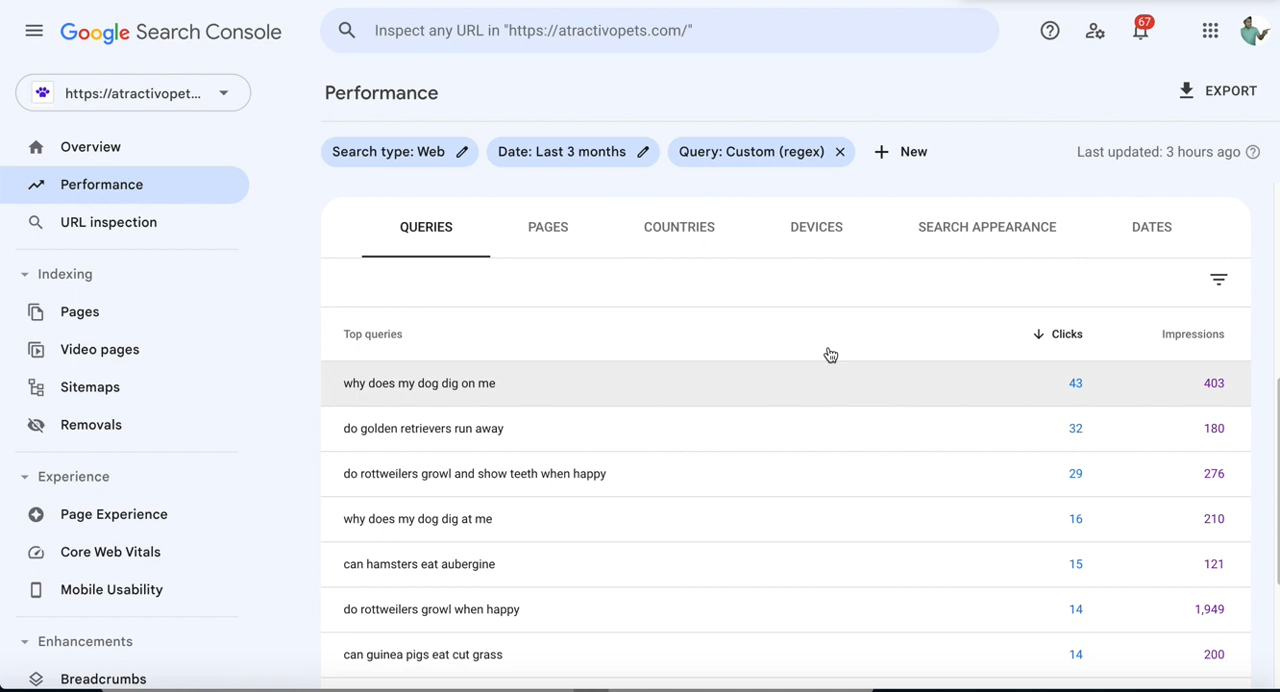 Google Search Console
Inspect any URL in "https://atractivopets.com/"
67
https://atractivopet...
Performance
EXPORT
Overview
Performance
URL inspection
Indexing
Pages
Video pages
Sitemaps
Removals
Experience
Page Experience
Core Web Vitals
Mobile Usability
Enhancements
Breadcrumbs
Search type: Web
Date: Last 3 months
Query: Custom (regex)
New
Last updated: 3 hours ago
QUERIES PAGES COUNTRIES DEVICES SEARCH APPEARANCE DATES
Top queries Clicks Impressions
why does my dog dig on me 43 403
do golden retrievers run away 32 180
do rottweilers growl and show teeth when happy 29 276
why does my dog dig at me 16 210
can hamsters eat aubergine 15 121
do rottweilers growl when happy 14 1,949
can guinea pigs eat cut grass 14 200